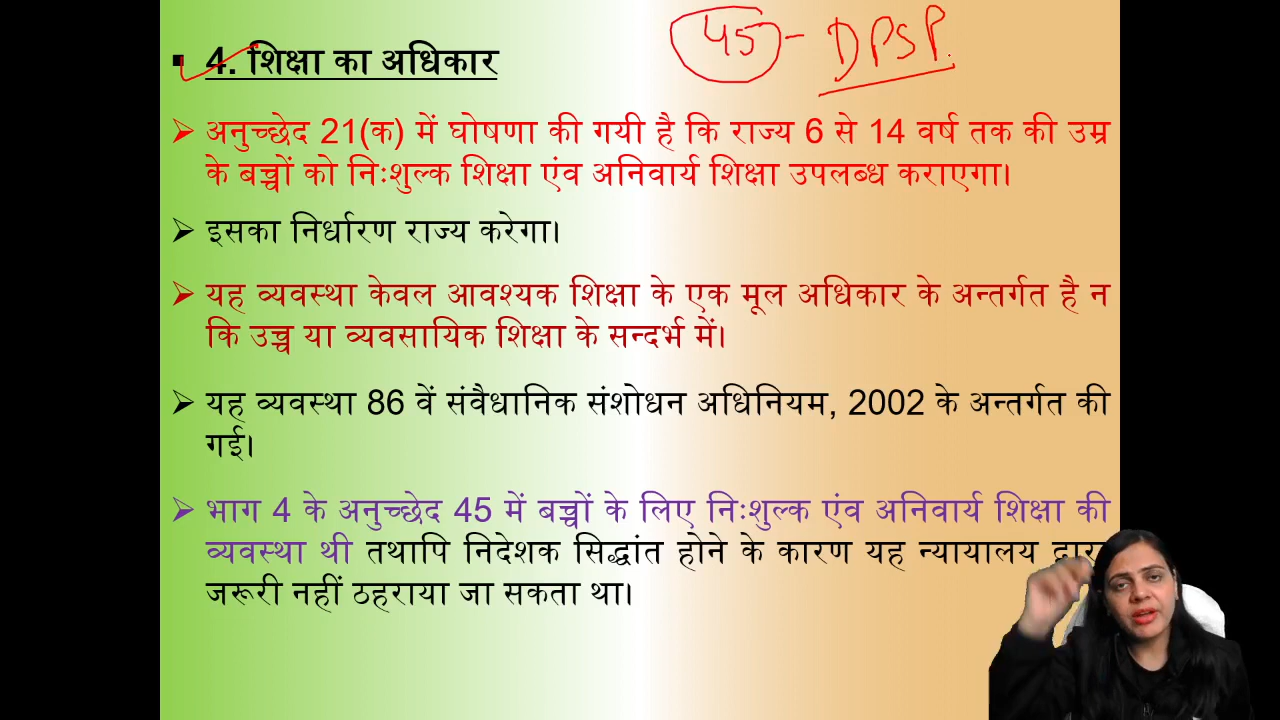 45 - DPSP
▪ 4. शिक्षा का अधिकार
➢ अनुच्छेद 21(क) में घोषणा की गयी है कि राज्य 6 से 14 वर्ष तक की उम्र
के बच्चों को निःशुल्क शिक्षा एंव अनिवार्य शिक्षा उपलब्ध कराएगा।
➢ इसका निर्धारण राज्य करेगा।
➢ यह व्यवस्था केवल आवश्यक शिक्षा के एक मूल अधिकार के अन्तर्गत है न
कि उच्च या व्यवसायिक शिक्षा के सन्दर्भ में।
➢ यह व्यवस्था 86 वें संवैधानिक संशोधन अधिनियम, 2002 के अन्तर्गत की
गई।
➢ भाग 4 के अनुच्छेद 45 में बच्चों के लिए निःशुल्क एंव अनिवार्य शिक्षा की
व्यवस्था थी तथापि निदेशक सिद्धांत होने के कारण यह न्यायालय द्वारा
जरूरी नहीं ठहराया जा सकता था।